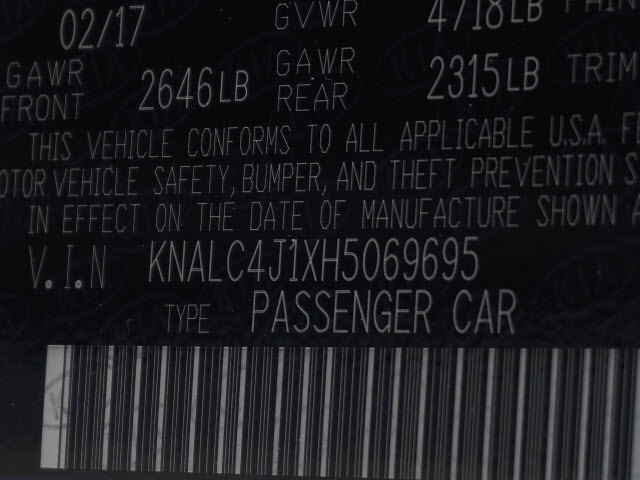 02/17 GVWR 4718LB
GAWR FRONT 2646LB GAWR REAR 2315LB TRIM
THIS VEHICLE CONFORMS TO ALL APPLICABLE U.S.A.
VEHICLE SAFETY, BUMPER, AND THEFT PREVENTION
IN EFFECT ON THE DATE OF MANUFACTURE SHOWN
V.I.N KNALC4J1XH5069695
TYPE PASSENGER CAR